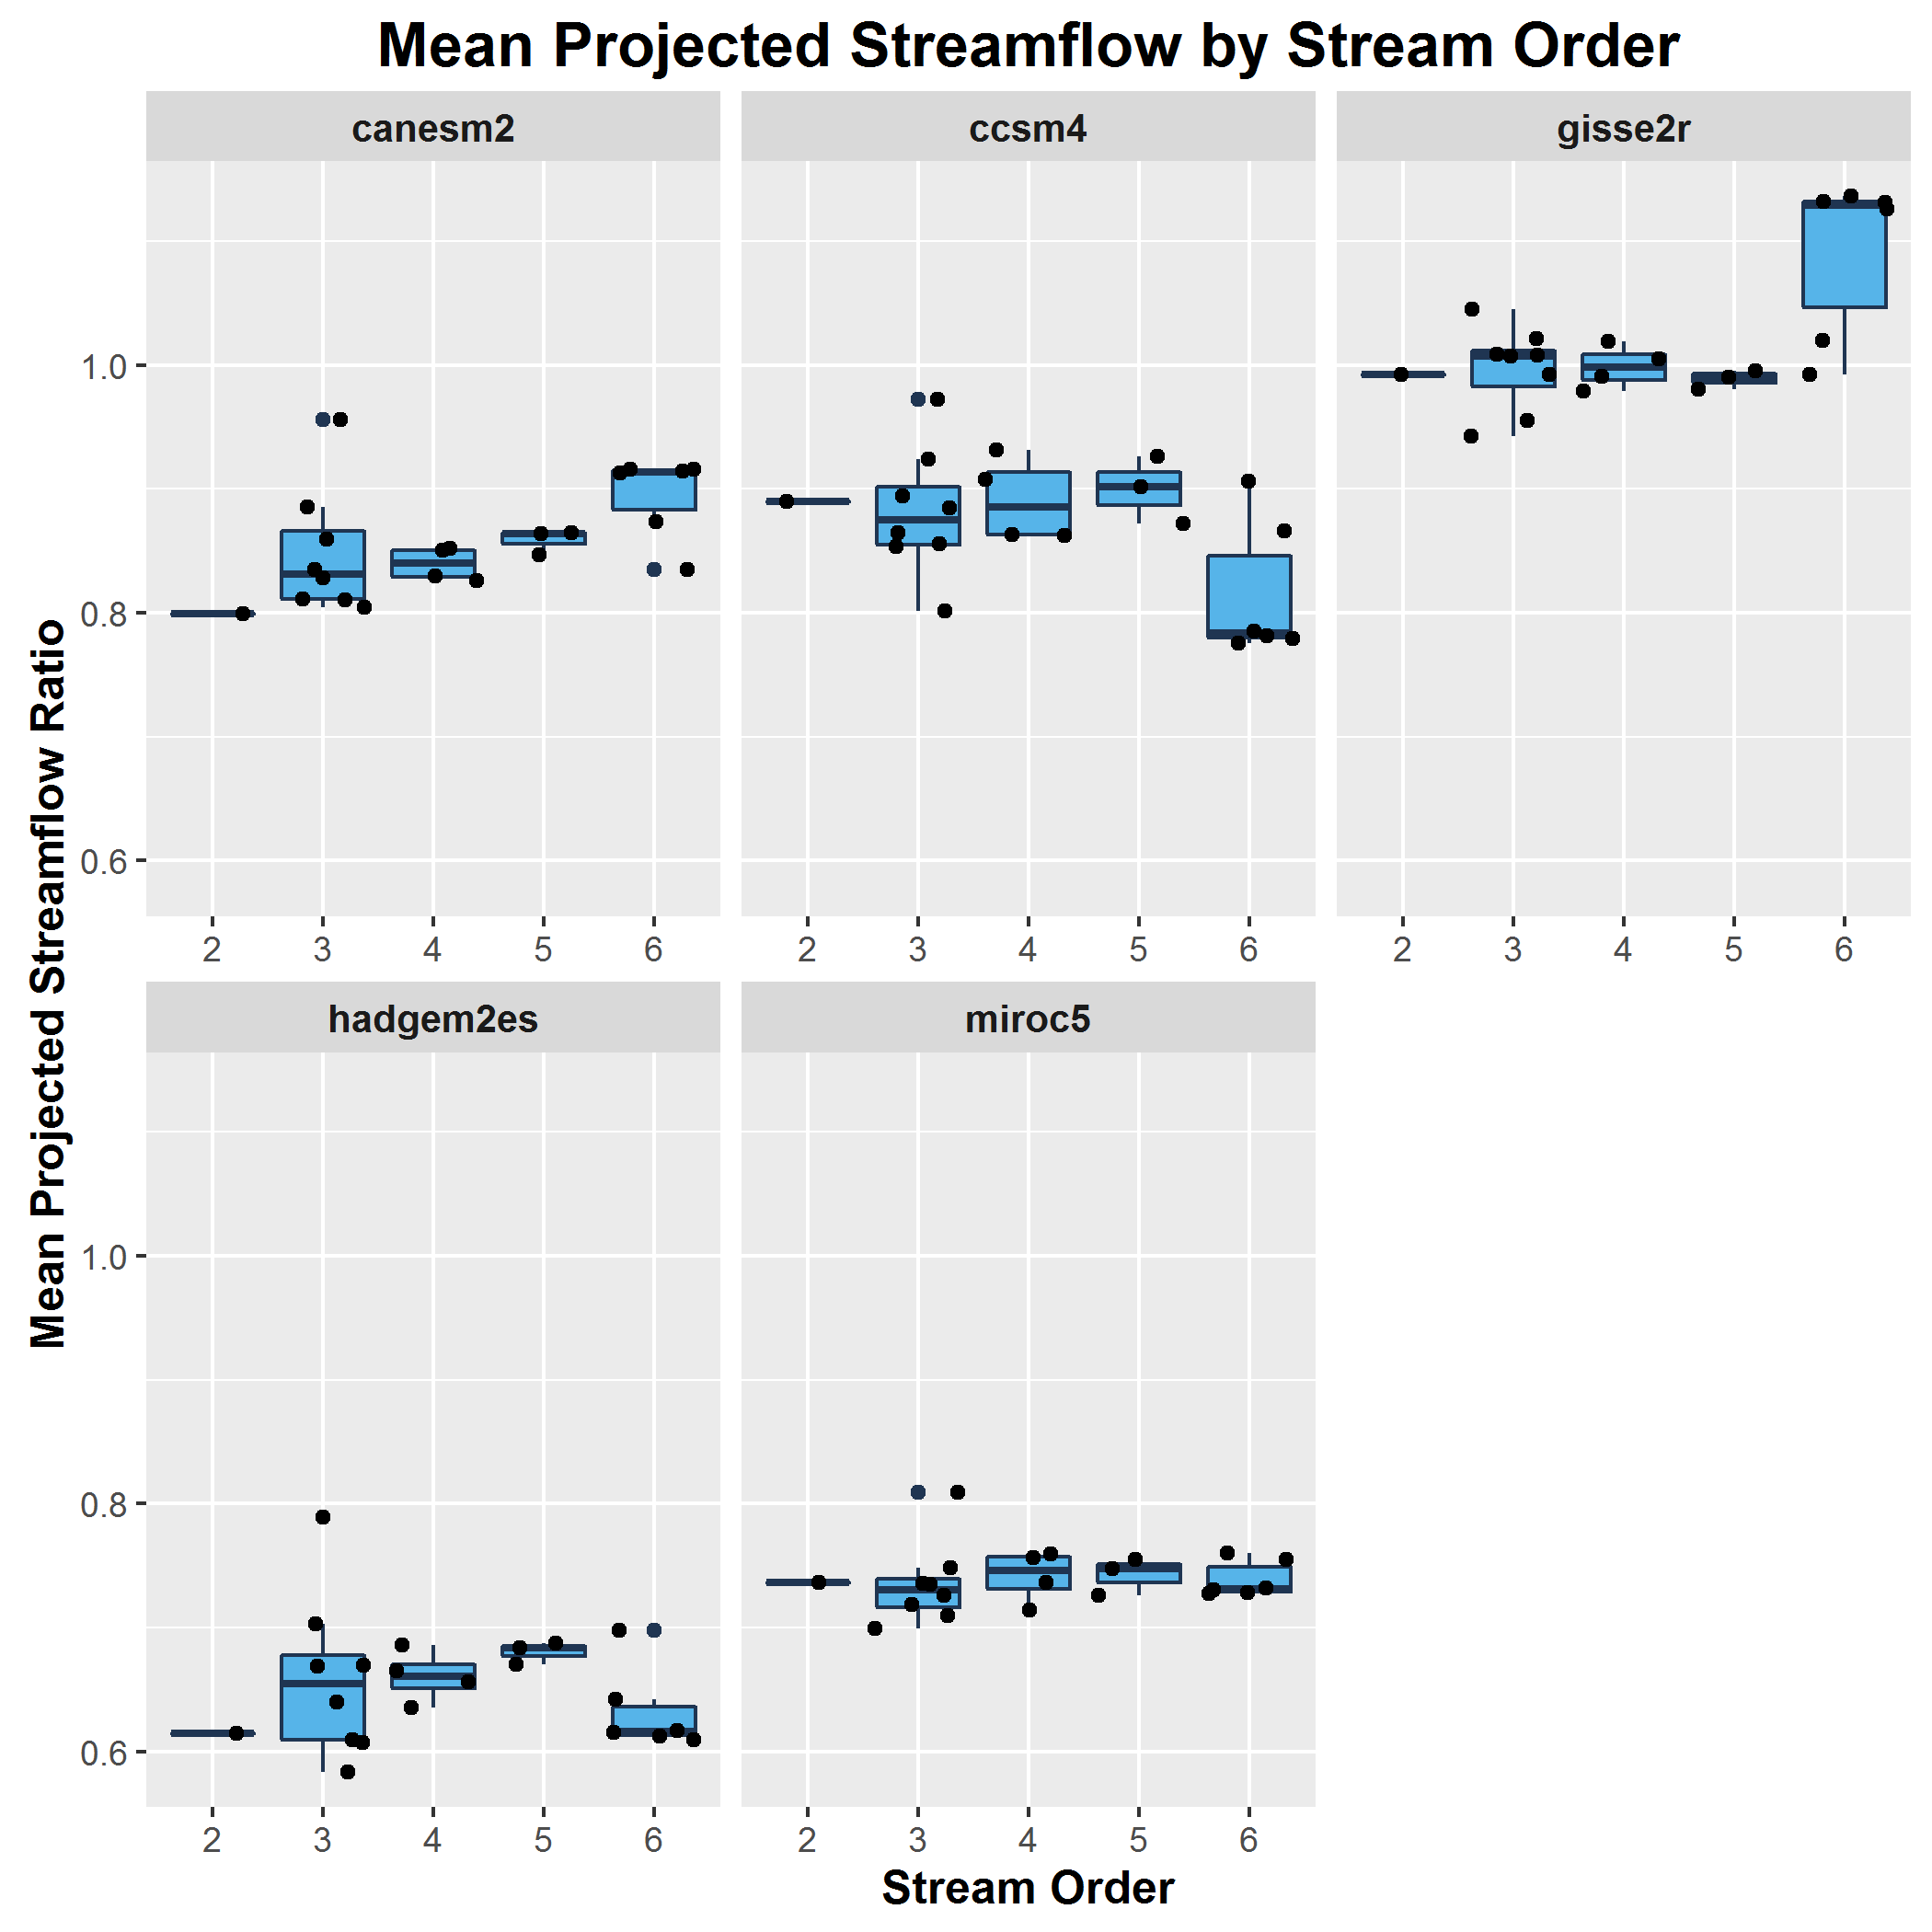 Mean Projected Streamflow by Stream Order
canesm2 ccsm4 gisse2r
1.0
0.8
0.6
2 3 4 5 6 2 3 4 5 6 2 3 4 5 6
Mean Projected Streamflow Ratio
hadgem2es miroc5
1.0
0.8
0.6
2 3 4 5 6 2 3 4 5 6
Stream Order